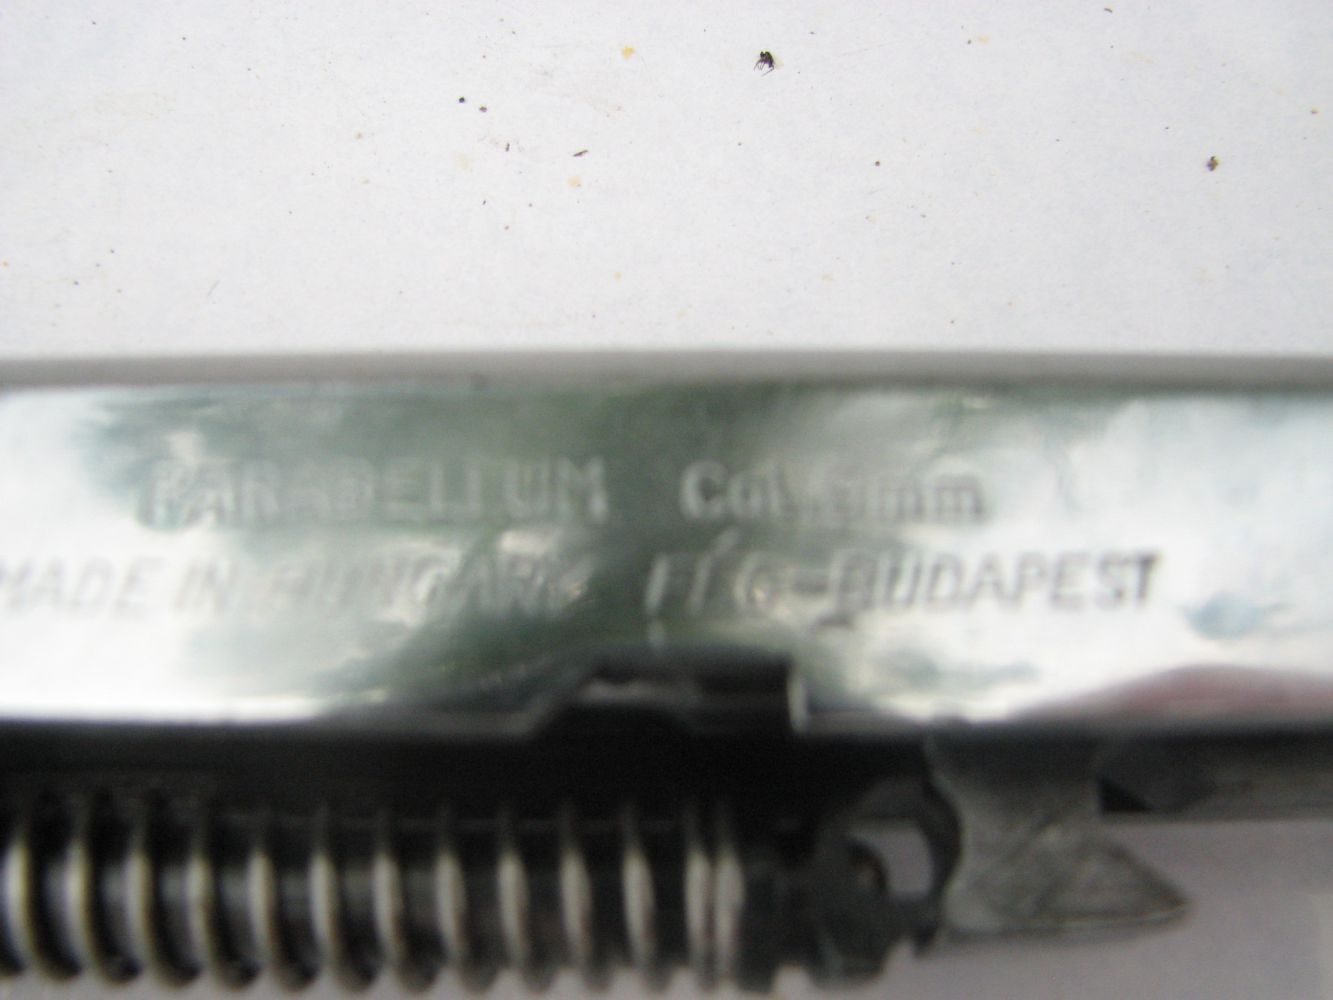 PARABELLUM Cal. 9mm
MADE IN HUNGARY FÉG-BUDAPEST